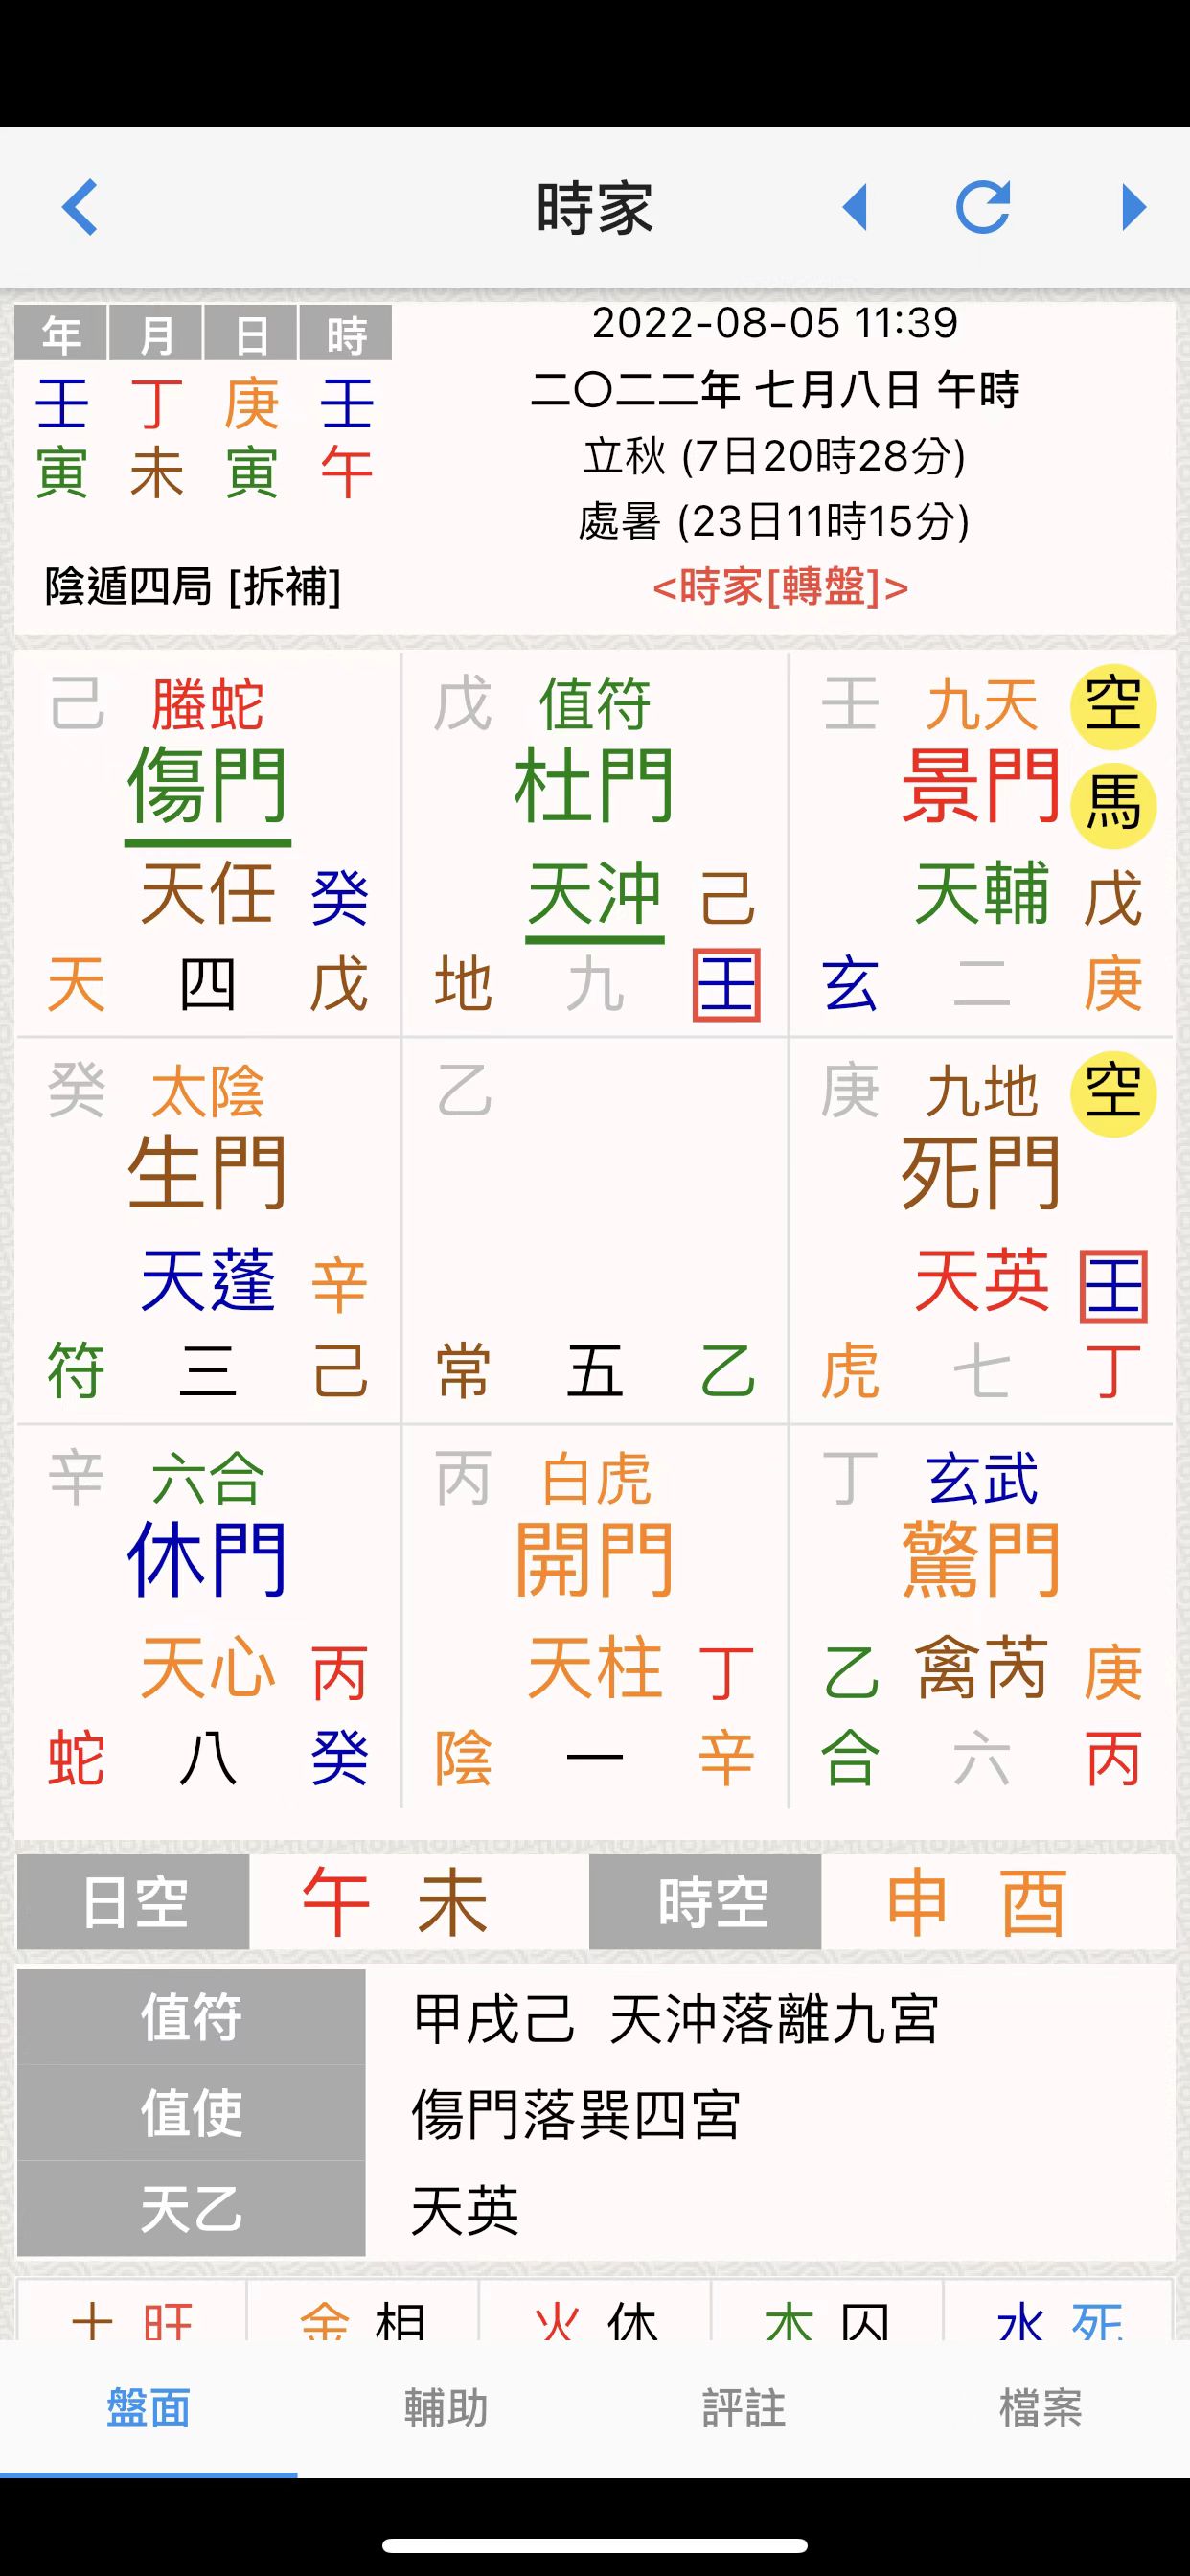 時家
年 月 日 時
壬 丁 庚 壬
寅 未 寅 午
2022-08-05 11:39
二〇二二年 七月八日 午時
立秋 (7日20時28分)
處暑 (23日11時15分)
陰遁四局 [拆補]
<時家[轉盤]>
己 螣蛇
傷門
天任 癸
天 四 戊
戊 值符
杜門
天沖 己
地 九 壬
壬 九天 空
景門 馬
天輔 戊
玄 二 庚
癸 太陰
生門
天蓬 辛
符 三 己
乙
常 五 乙
庚 九地 空
死門
天英 壬
虎 七 丁
辛 六合
休門
天心 丙
蛇 八 癸
丙 白虎
開門
天柱 丁
陰 一 辛
丁 玄武
驚門
乙 禽芮 庚
合 六 丙
日空 午 未 時空 申 酉
值符 甲戌己 天沖落離九宮
值使 傷門落巽四宮
天乙 天英
土 旺 金 相 火 休 木 囚 水 死
盤面 輔助 評註 檔案